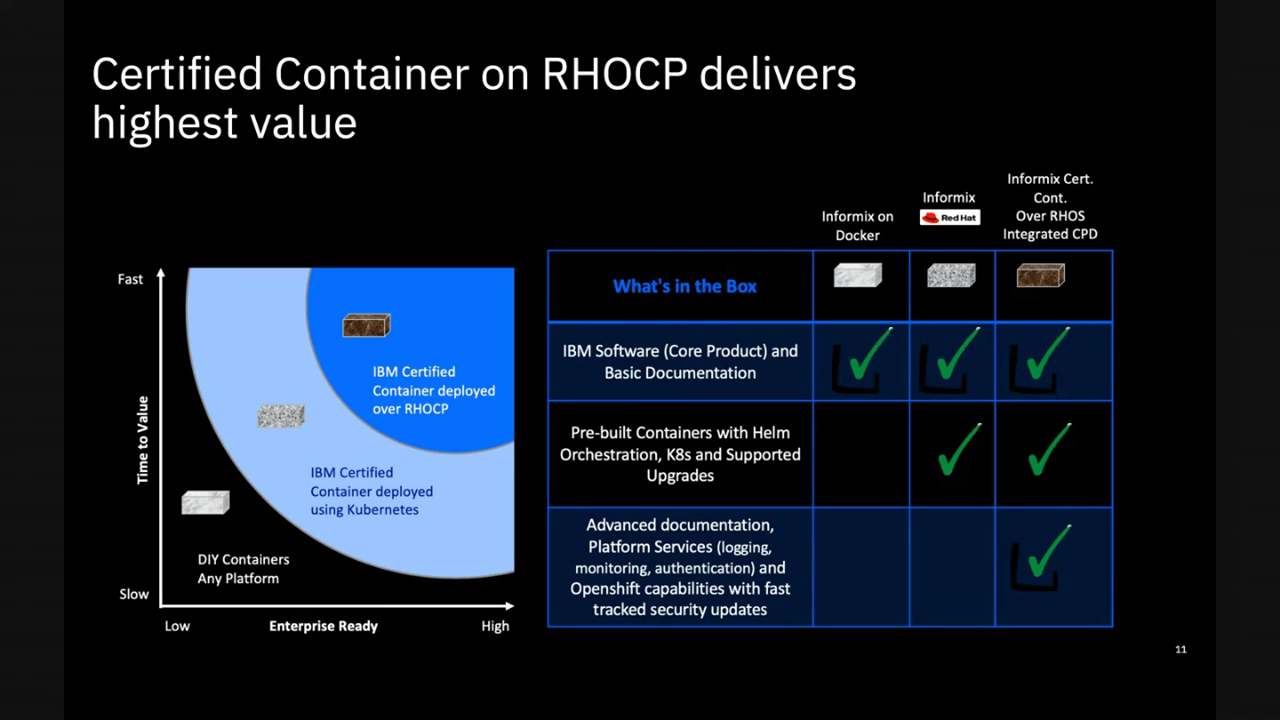 Certified Container on RHOCP delivers
highest value
Fast
Time to Value
Slow
Low
Enterprise Ready
High
IBM Certified
Container deployed
over RHOCP
IBM Certified
Container deployed
using Kubernetes
DIY Containers
Any Platform
Informix on
Docker
Informix
Red Hat
Informix Cert.
Cont.
Over RHOS
Integrated CPD
What's in the Box
IBM Software (Core Product) and
Basic Documentation
Pre-built Containers with Helm
Orchestration, K8s and Supported
Upgrades
Advanced documentation,
Platform Services (logging,
monitoring, authentication) and
Openshift capabilities with fast
tracked security updates
11